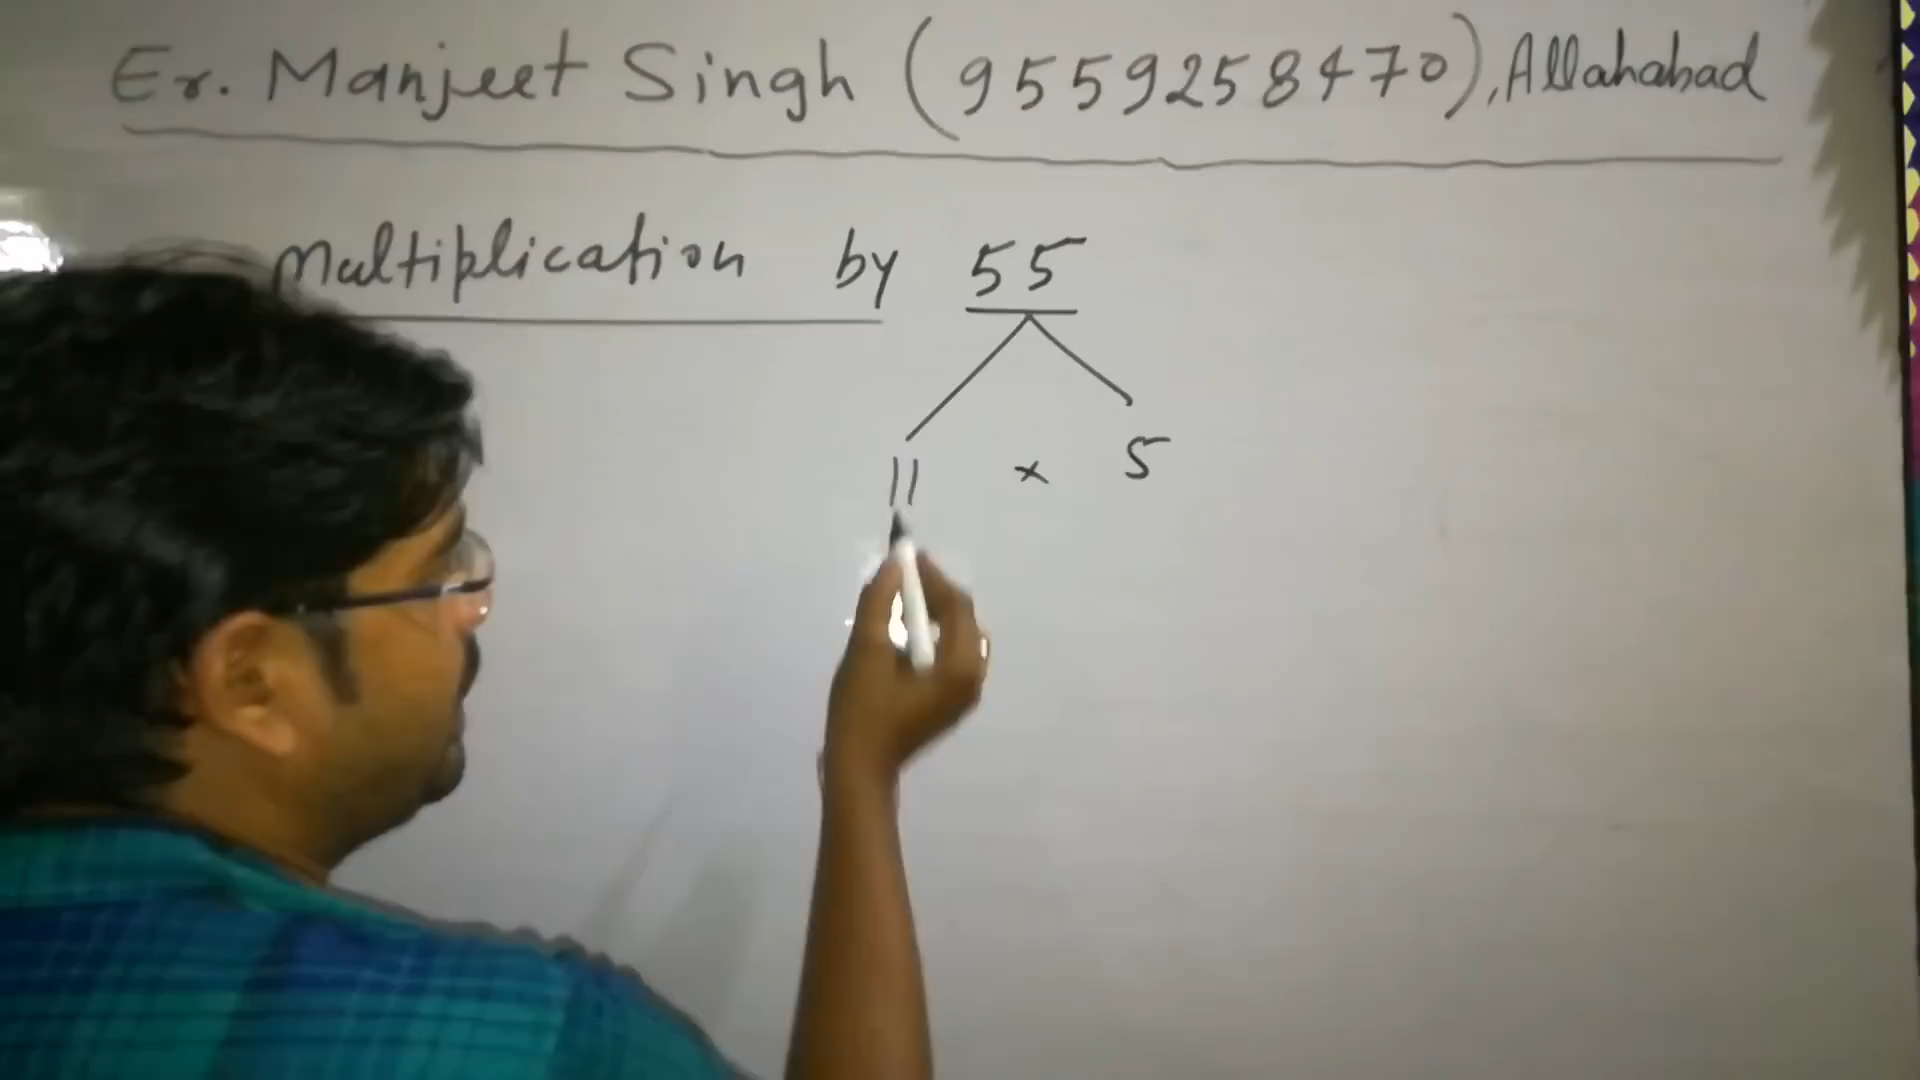 Er. Manjeet Singh (9559258470), Allahabad
Multiplication by 55
11 × 5